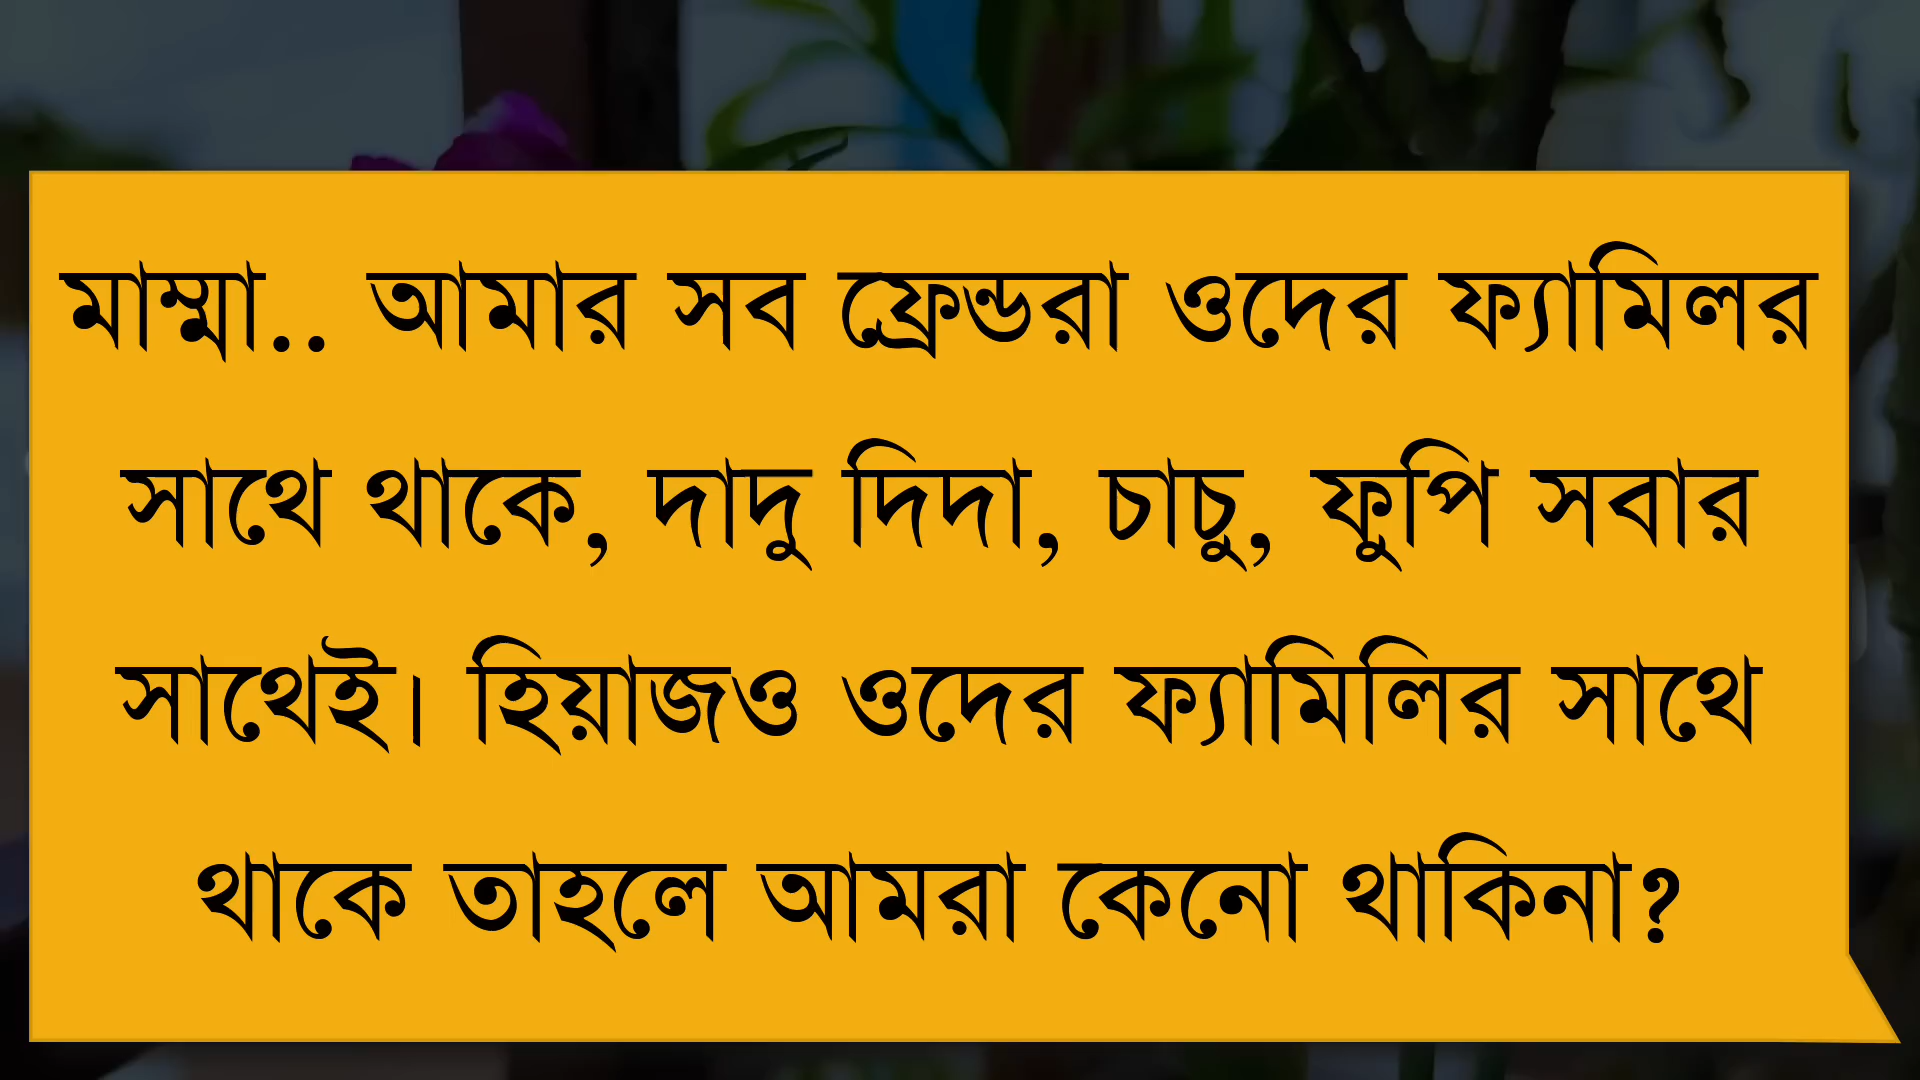 মাম্মা.. আমার সব ফ্রেন্ডরা ওদের ফ্যামিলর
সাথে থাকে, দাদু দিদা, চাচু, ফুপি সবার
সাথেই। হিয়াজও ওদের ফ্যামিলির সাথে
থাকে তাহলে আমরা কেনো থাকিনা?